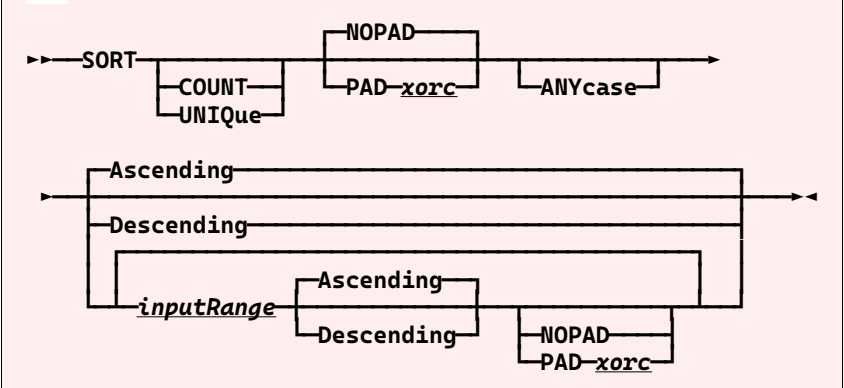 NOPAD
SORT
COUNT PAD xorc ANYcase
UNIQue
Ascending
Descending
Ascending
inputRange
Descending NOPAD
PAD xorc